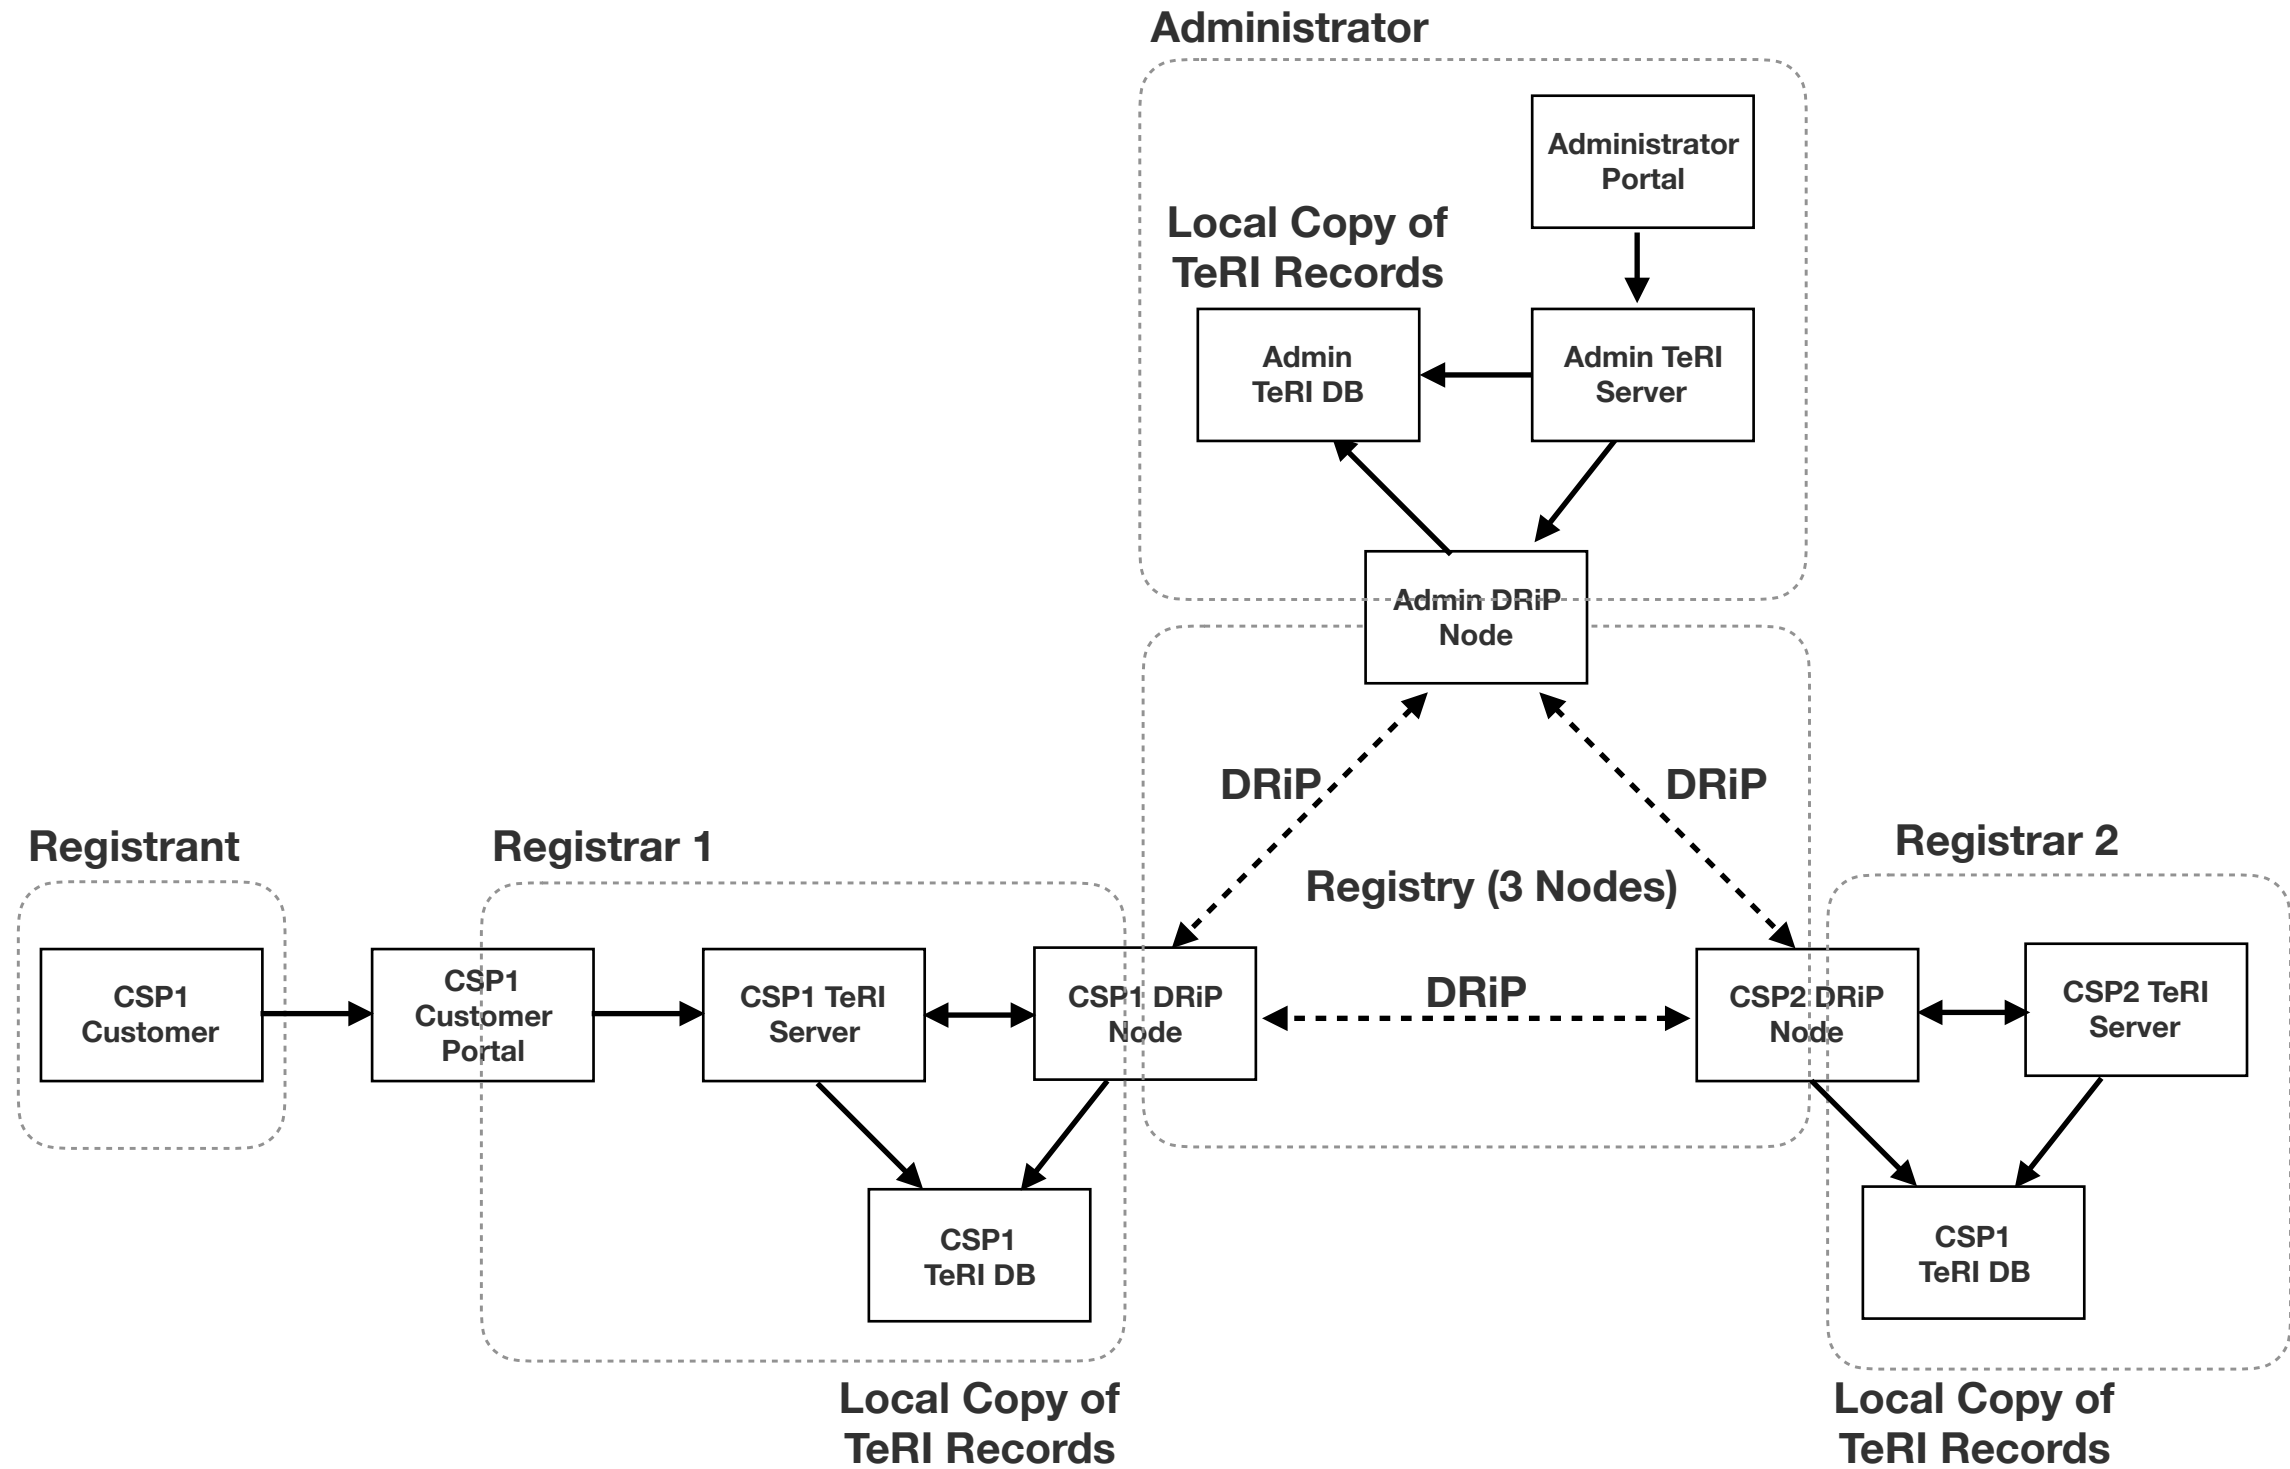 Administrator
Administrator
Portal
Local Copy of
TeRI Records
Admin
TeRI DB
Admin TeRI
Server
Admin DRiP
Node
DRiP
DRiP
Registrant
Registrar 1
Registrar 2
Registry (3 Nodes)
CSP1
Customer
CSP1
Customer
Portal
CSP1 TeRI
Server
CSP1 DRiP
Node
DRiP
CSP2 DRiP
Node
CSP2 TeRI
Server
CSP1
TeRI DB
CSP1
TeRI DB
Local Copy of
TeRI Records
Local Copy of
TeRI Records